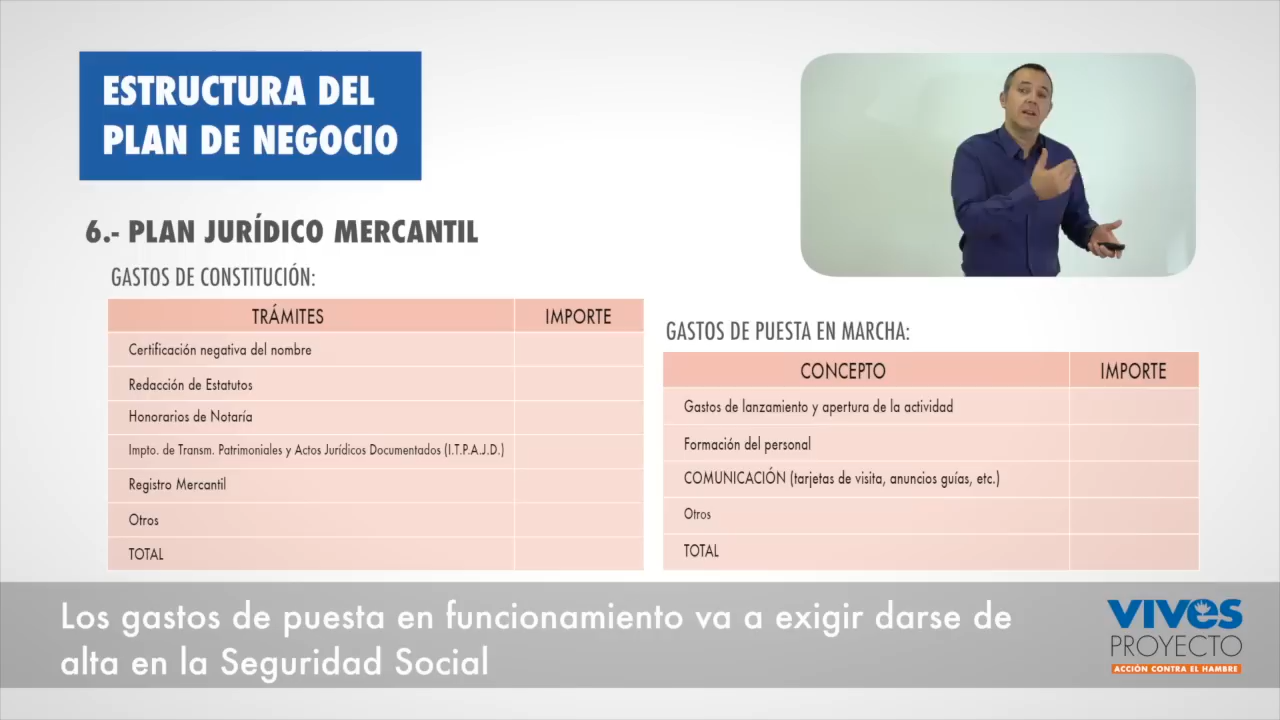 ESTRUCTURA DEL
PLAN DE NEGOCIO
6.- PLAN JURÍDICO MERCANTIL
GASTOS DE CONSTITUCIÓN:
TRÁMITES IMPORTE
Certificación negativa del nombre
Redacción de Estatutos
Honorarios de Notaría
Impto. de Transm. Patrimoniales y Actos Jurídicos Documentados (I.T.P.A.J.D.)
Registro Mercantil
Otros
TOTAL
GASTOS DE PUESTA EN MARCHA:
CONCEPTO IMPORTE
Gastos de lanzamiento y apertura de la actividad
Formación del personal
COMUNICACIÓN (tarjetas de visita, anuncios guías, etc.)
Otros
TOTAL
Los gastos de puesta en funcionamiento va a exigir darse de
alta en la Seguridad Social
VIVES
PROYECTO
ACCIÓN CONTRA EL HAMBRE